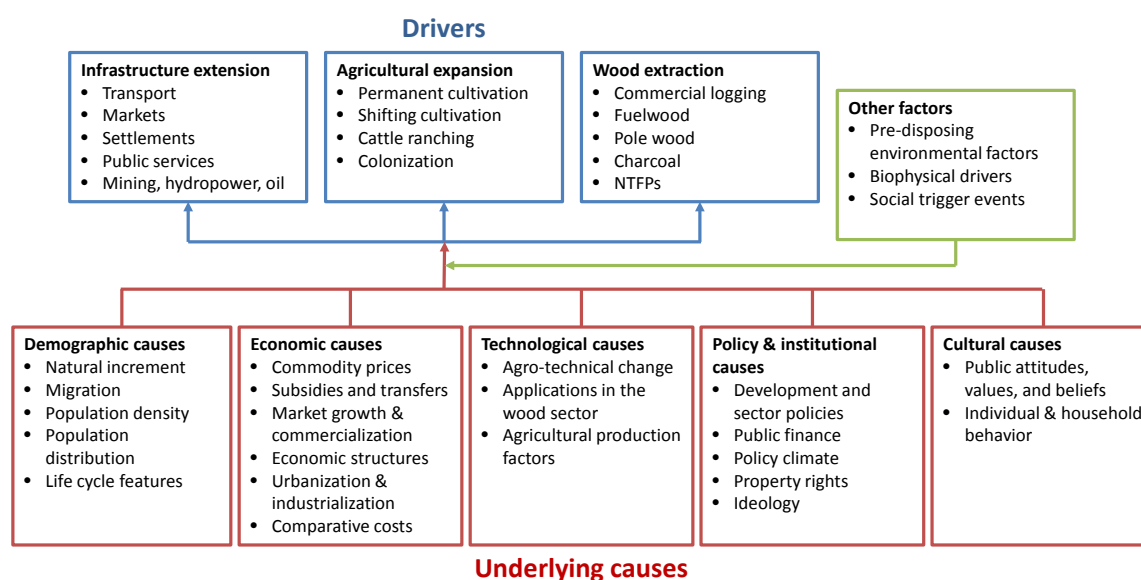 Drivers
Infrastructure extension
• Transport
• Markets
• Settlements
• Public services
• Mining, hydropower, oil
Agricultural expansion
• Permanent cultivation
• Shifting cultivation
• Cattle ranching
• Colonization
Wood extraction
• Commercial logging
• Fuelwood
• Pole wood
• Charcoal
• NTFPs
Other factors
• Pre-disposing
environmental factors
• Biophysical drivers
• Social trigger events
Demographic causes
• Natural increment
• Migration
• Population density
• Population
distribution
• Life cycle features
Economic causes
• Commodity prices
• Subsidies and transfers
• Market growth &
commercialization
• Economic structures
• Urbanization &
industrialization
• Comparative costs
Technological causes
• Agro-technical change
• Applications in the
wood sector
• Agricultural production
factors
Policy & institutional
causes
• Development and
sector policies
• Public finance
• Policy climate
• Property rights
• Ideology
Cultural causes
• Public attitudes,
values, and beliefs
• Individual & household
behavior
Underlying causes